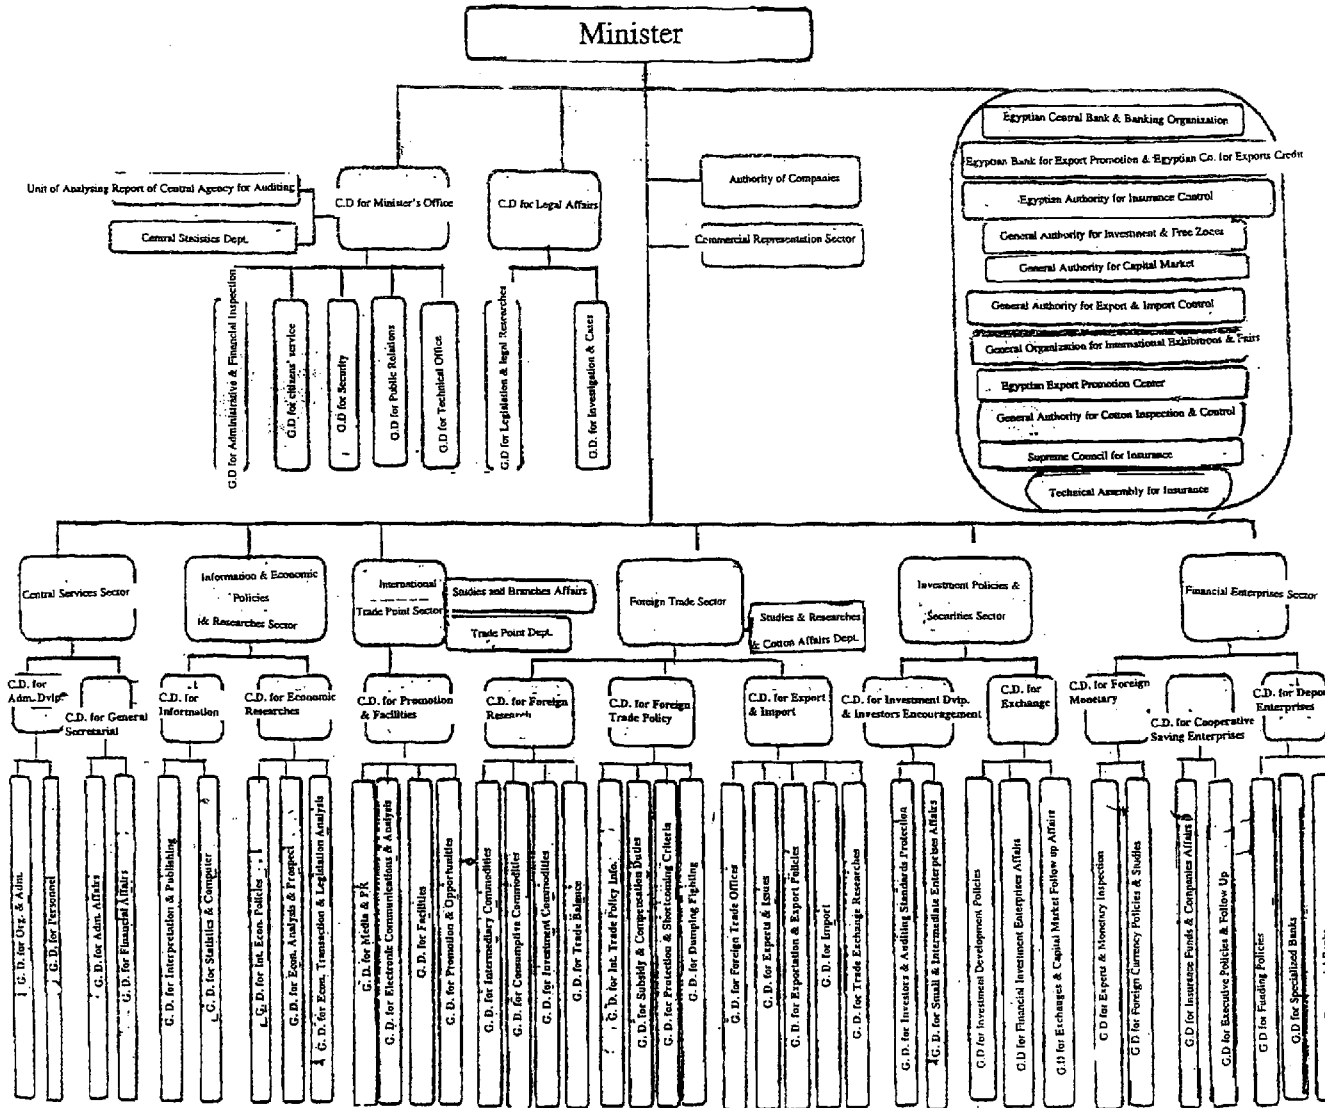 Minister
Egyptian Central Bank & Banking Organization
Egyptian Bank for Export Promotion & Egyptian Co. for Exports Credit
Egyptian Authority for Insurance Control
General Authority for Investment & Free Zones
General Authority for Capital Market
General Authority for Export & Import Control
General Organization for International Exhibitions & Fairs
Egyptian Export Promotion Center
General Authority for Cotton Inspection & Control
Supreme Council for Insurance
Technical Assembly for Insurance
Unit of Analysing Report of Central Agency for Auditing
Central Statistics Dept.
C.D for Minister's Office
C.D for Legal Affairs
Authority of Companies
Commercial Representation Sector
G.D for Administrative & Financial Inspection
G.D for citizens' service
G.D for Security
G.D for Public Relations
G.D for Technical Office
G.D for Legislation & legal Researches
G.D. for Investigation & Cases
Central Services Sector
Information & Economic
Policies
& Researches Sector
International
Trade Point Sector
Studies and Branches Affairs
Trade Point Dept.
Foreign Trade Sector
Studies & Researches
& Cotton Affairs Dept.
Investment Policies &
Securities Sector
Financial Enterprises Sector
C.D. for
Adm. Dvlp.
C.D. for General
Secretarial
C.D. for
Information
C.D. for Economic
Researches
C.D. for Promotion
& Facilities
C.D. for Foreign
Research
C.D. for Foreign
Trade Policy
C.D. for Export
& Import
C.D. for Investment Dvlp.
& Investors Encouragement
C.D. for
Exchange
C.D. for Foreign
Monetary
C.D. for Cooperative
Saving Enterprises
C.D. for Depo
Enterprises
G. D. for Org. & Adm.
G. D. for Personnel
G. D. for Adm. Affairs
G. D. for Financial Affairs
G. D. for Interpretation & Publishing
G. D. for Statistics & Computer
G. D. for Int. Econ. Policies
G. D. for Econ. Analysis & Prospect
G. D. for Econ. Transaction & Legislation Analysis
G. D. for Media & PR
G. D. for Electronic Communications & Analysis
G. D. for Facilities
G. D. for Promotion & Opportunities
G. D. for Intermediary Commodities
G. D. for Consumptive Commodities
G. D. for Investment Commodities
G. D. for Trade Balance
G. D. for Int. Trade Policy Info.
G. D. for Subsidy & Compensation Duties
G. D. for Protection & Shortcoming Criteria
G. D. for Dumping Fighting
G. D. for Foreign Trade Offices
G. D. for Experts & Issues
G. D. for Exportation & Export Policies
G. D. for Import
G. D. for Trade Exchange Researches
G. D. for Investors & Auditing Standards Protection
G. D. for Small & Intermediate Enterprises Affairs
G.D for Investment Development Policies
G.D for Financial Investment Enterprises Affairs
G.D for Exchanges & Capital Market Follow up Affairs
G D for Experts & Monetary Inspection
G D for Foreign Currency Policies & Studies
G D for Insurance Funds & Companies Affairs
G.D for Executive Policies & Follow Up
G D for Funding Policies
G.D for Specialized Banks